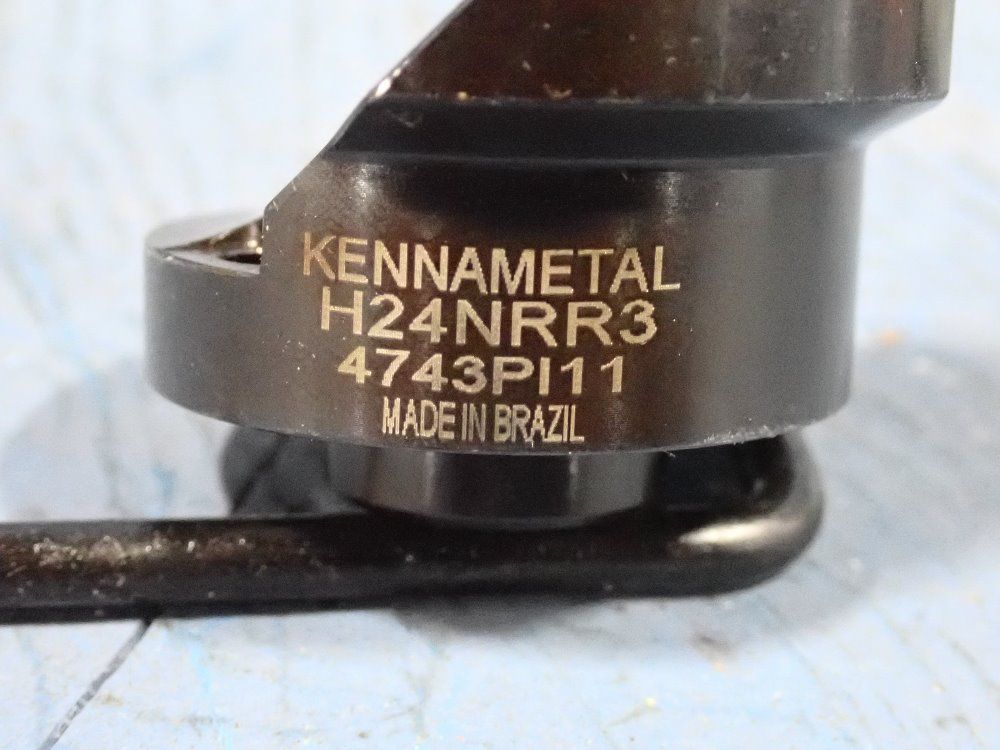 KENNAMETAL
H24NRR3
4743PI11
MADE IN BRAZIL